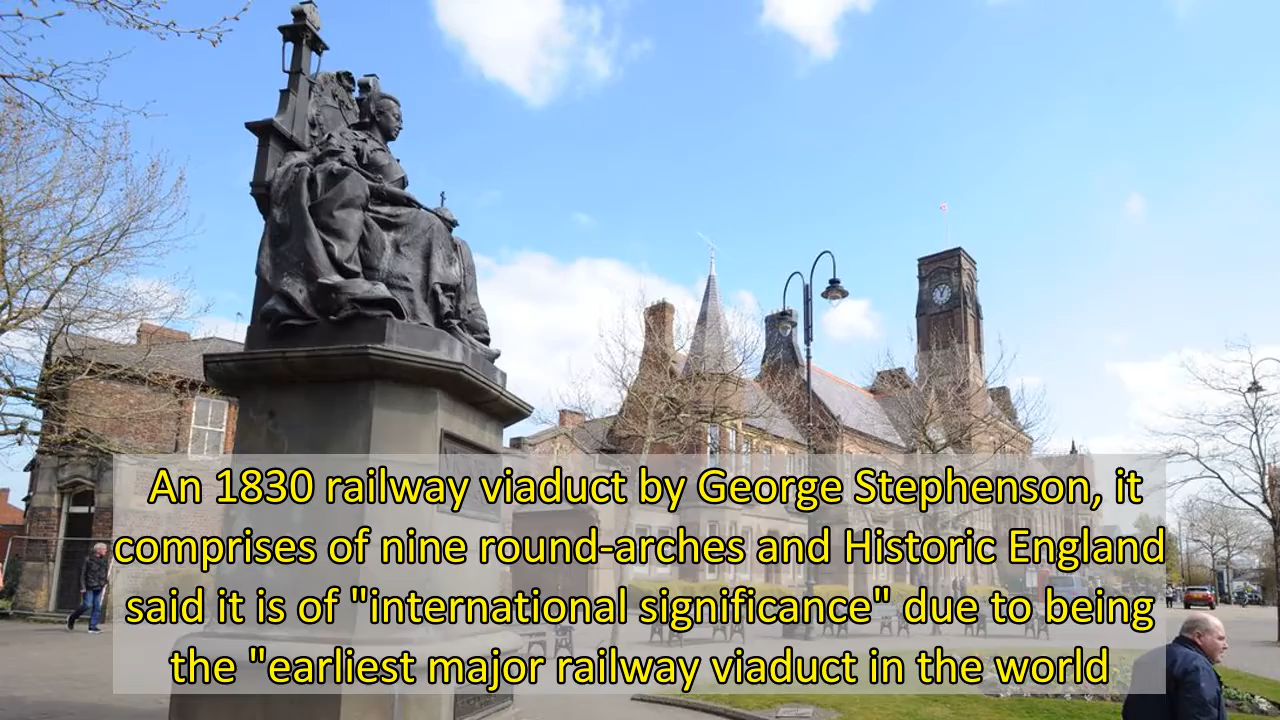 An 1830 railway viaduct by George Stephenson, it
comprises of nine round-arches and Historic England
said it is of "international significance" due to being
the "earliest major railway viaduct in the world